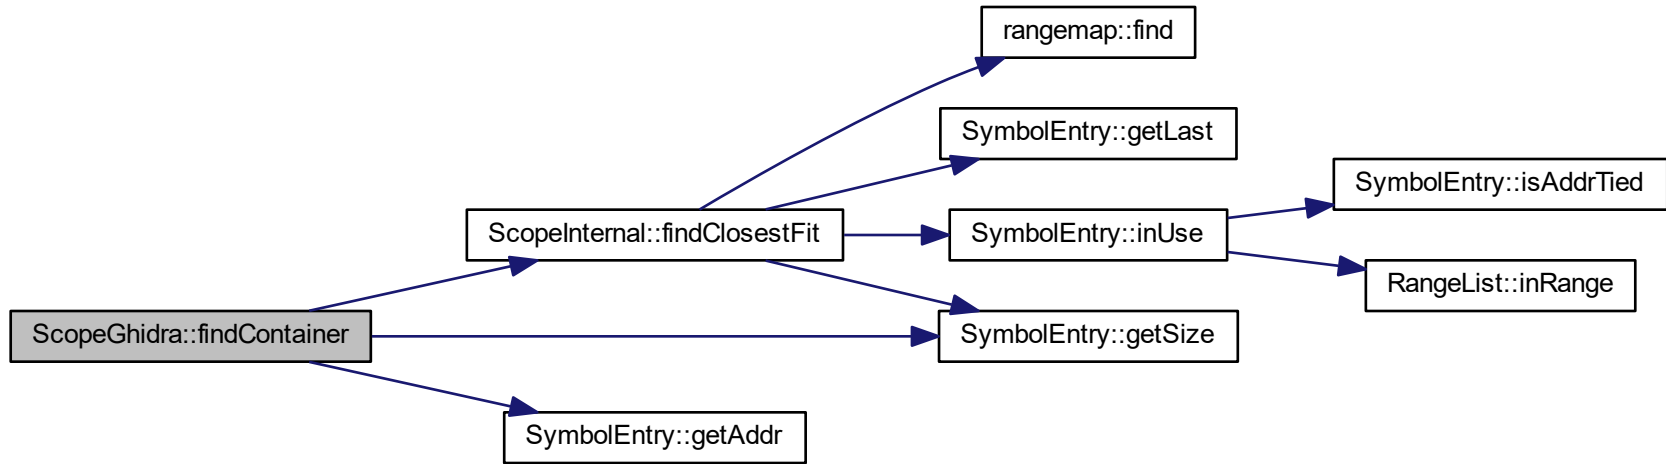 rangemap::find
SymbolEntry::getLast
SymbolEntry::isAddrTied
ScopeInternal::findClosestFit
SymbolEntry::inUse
RangeList::inRange
ScopeGhidra::findContainer
SymbolEntry::getSize
SymbolEntry::getAddr